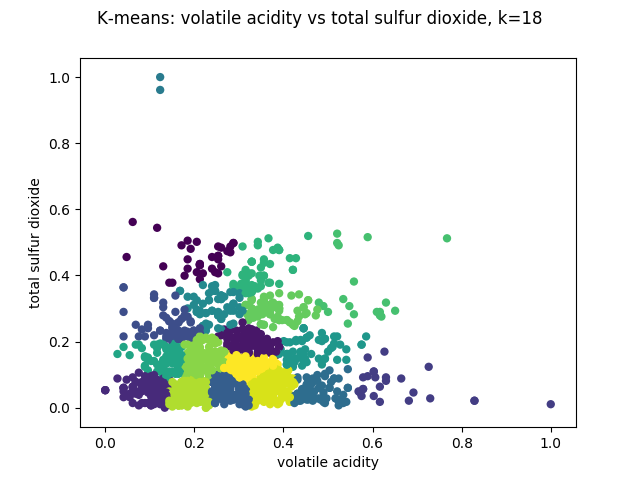 K-means: volatile acidity vs total sulfur dioxide, k=18
1.0
0.8
0.6
0.4
0.2
0.0
total sulfur dioxide
0.0 0.2 0.4 0.6 0.8 1.0
volatile acidity